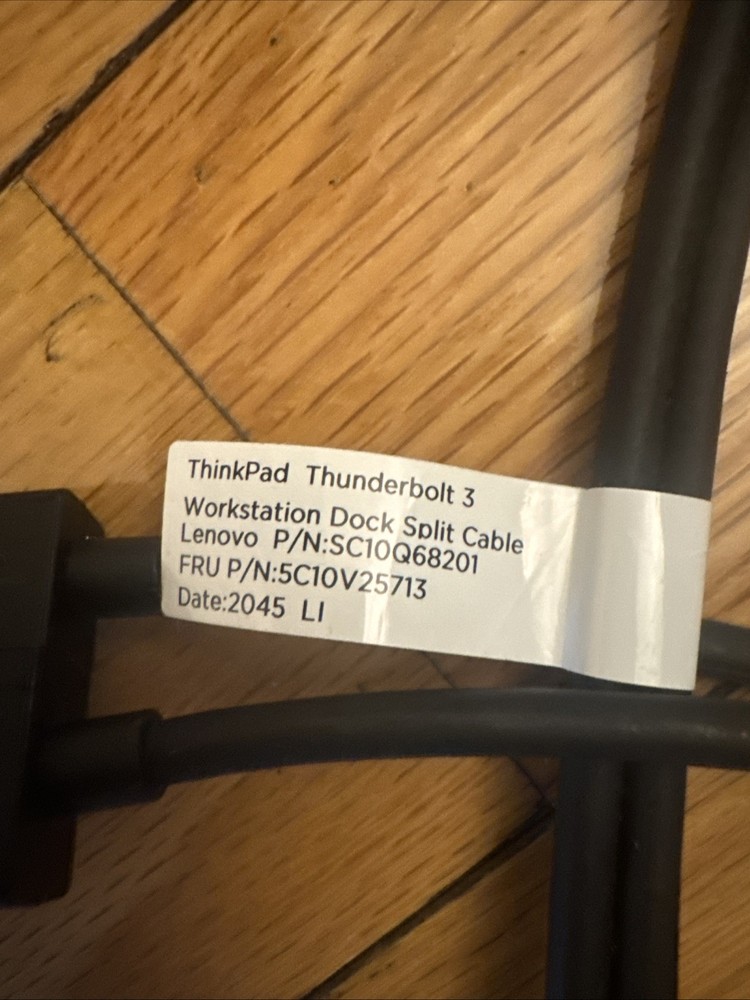 ThinkPad Thunderbolt 3
Workstation Dock Split Cable
Lenovo P/N:SC10Q68201
FRU P/N:5C10V25713
Date:2045 LI